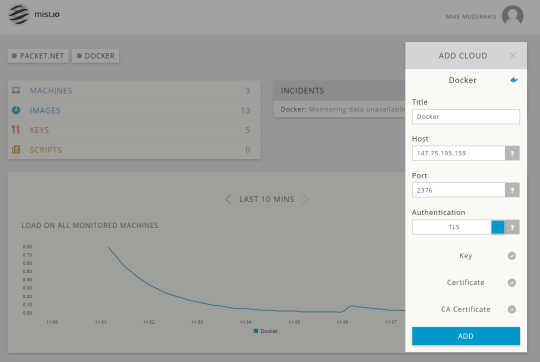 mist.io
MIKE MUZURAKIS
PACKET.NET
DOCKER
MACHINES 3
IMAGES 13
KEYS 5
SCRIPTS 0
INCIDENTS
Docker: Monitoring data unavailable
LAST 10 MINS
LOAD ON ALL MONITORED MACHINES
0.80
0.70
0.60
0.50
0.40
0.30
0.20
0.10
0.00
11:30 11:31 11:32 11:33 11:34 11:35 11:36 11:37
Docker
ADD CLOUD
Docker
Title
Docker
Host
147.75.195.159 ?
Port
2376 ?
Authentication
TLS ?
Key
Certificate
CA Certificate
ADD